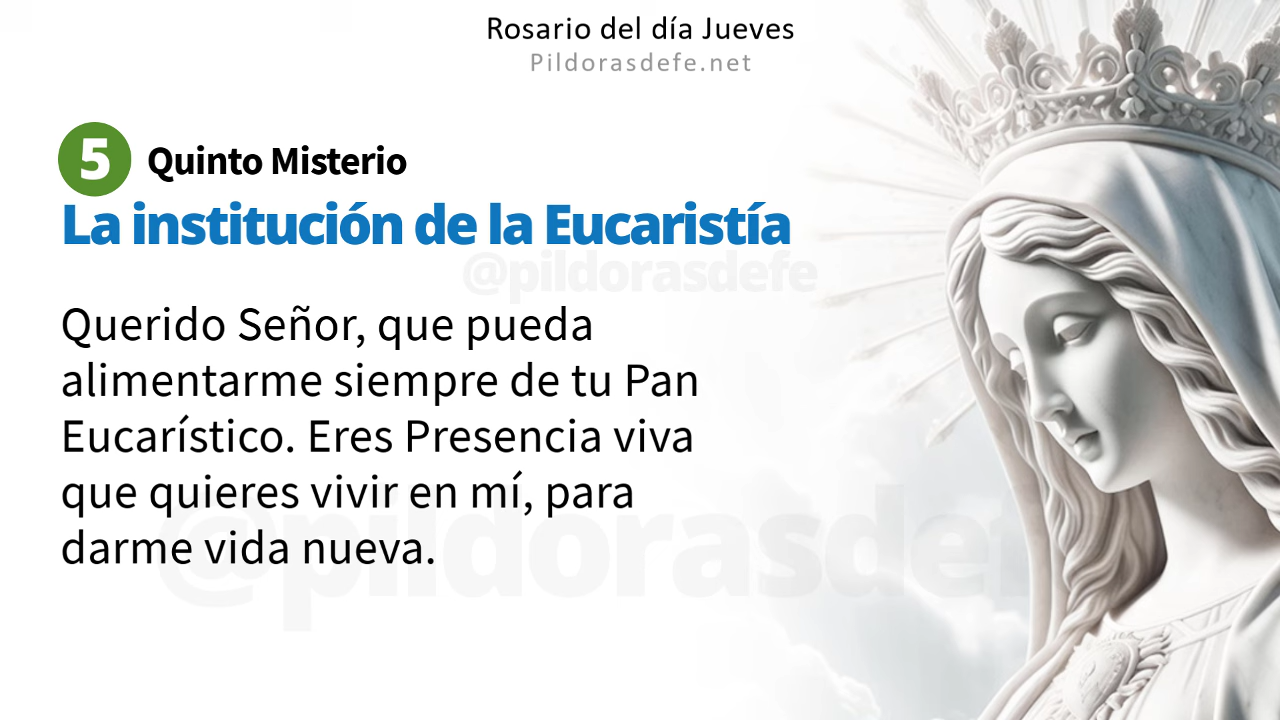 Rosario del día Jueves
Pildorasdefe.net
5 Quinto Misterio
La institución de la Eucaristía
@pildorasdefe
Querido Señor, que pueda
alimentarme siempre de tu Pan
Eucarístico. Eres Presencia viva
que quieres vivir en mí, para
darme vida nueva.
@pildorasdef